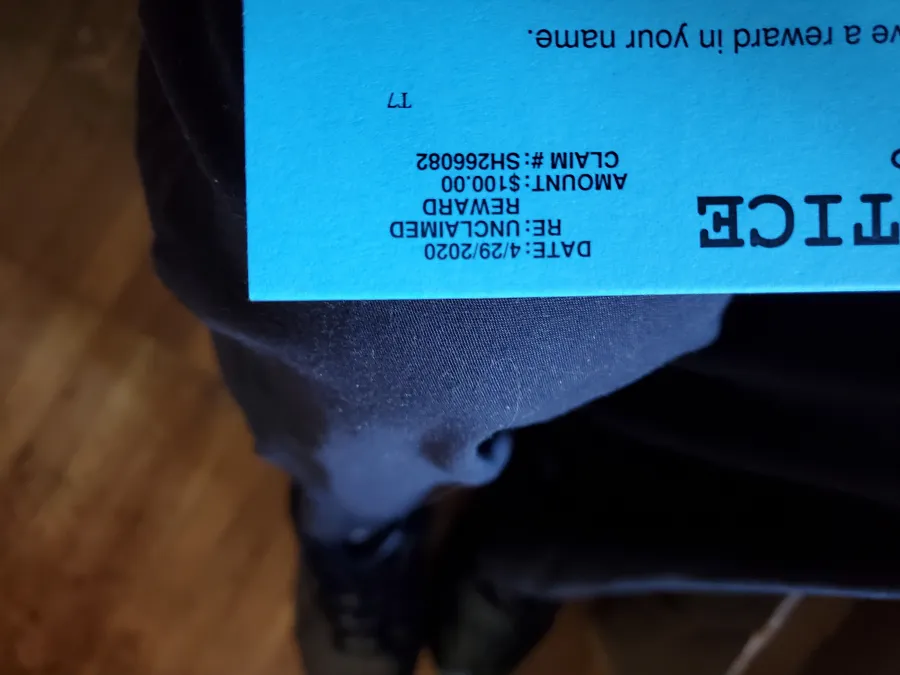 TICE
DATE: 4/29/2020
RE: UNCLAIMED
REWARD
AMOUNT: $100.00
CLAIM #: SH266082
T7
a reward in your name.